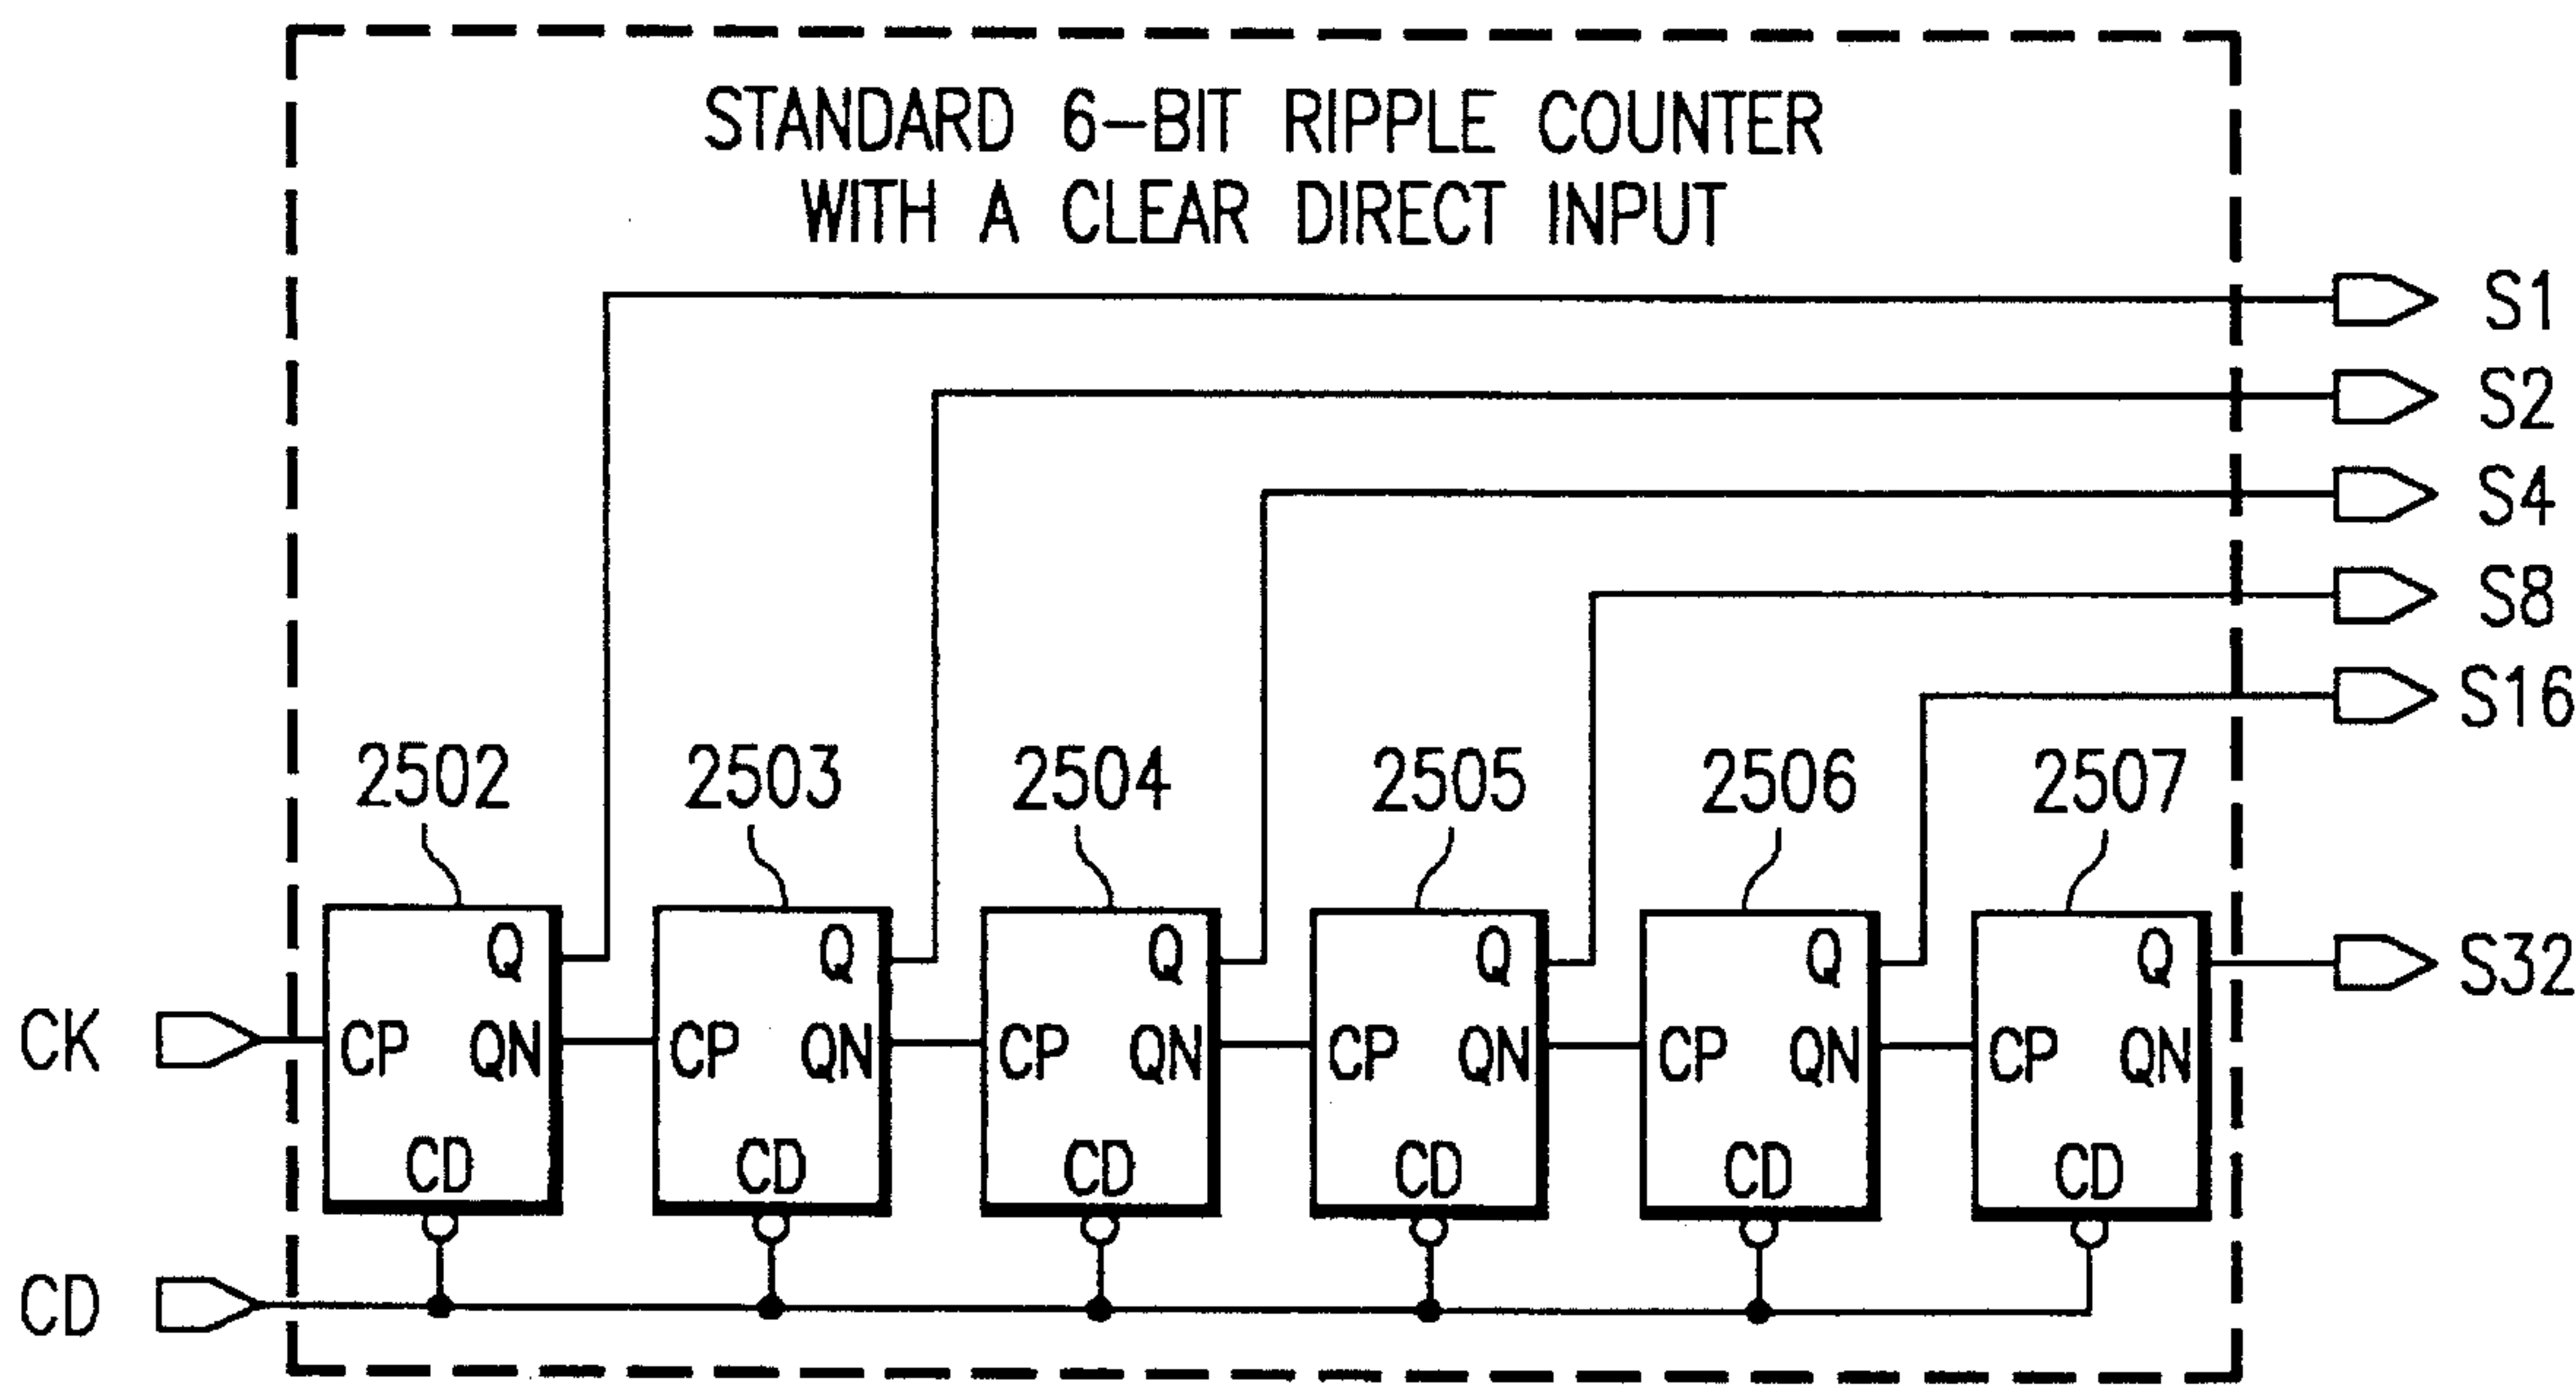 STANDARD 6-BIT RIPPLE COUNTER
WITH A CLEAR DIRECT INPUT
S1
S2
S4
S8
S16
2502 2503 2504 2505 2506 2507
Q Q Q Q Q Q S32
CK CP QN CP QN CP QN CP QN CP QN CP QN
CD CD CD CD CD CD
CD